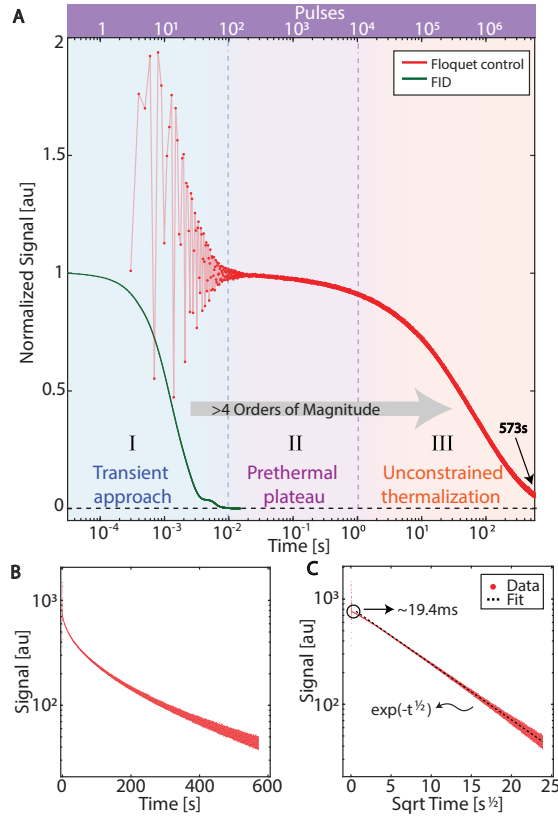 A
Pulses
1 10¹ 10² 10³ 10⁴ 10⁵ 10⁶
Floquet control
FID
2
1.5
1
0.5
0
Normalized Signal [au]
>4 Orders of Magnitude
573s
I II III
Transient approach
Prethermal plateau
Unconstrained thermalization
10⁻⁴ 10⁻³ 10⁻² 10⁻¹ 10⁰ 10¹ 10²
Time [s]
B
10³
10²
Signal [au]
0 200 400 600
Time [s]
C
Data
Fit
~19.4ms
10³
10²
Signal [au]
exp(-t^½)
0 5 10 15 20 25
Sqrt Time [s^½]